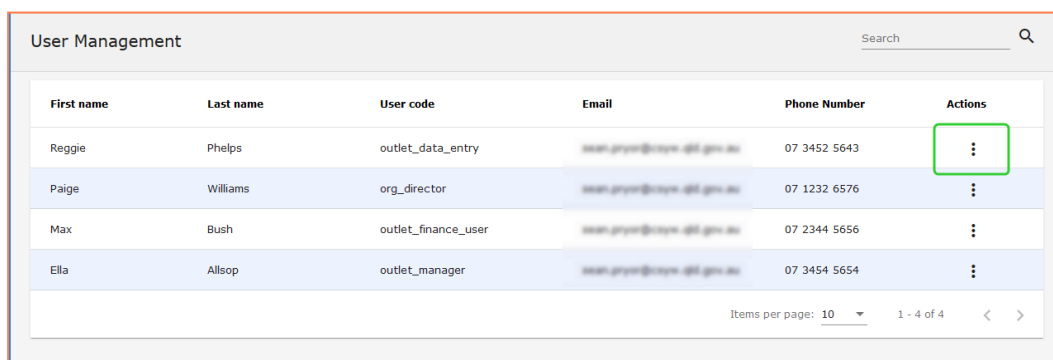 User Management Search
First name Last name User code Email Phone Number Actions
Reggie Phelps outlet_data_entry 07 3452 5643
Paige Williams org_director 07 1232 6576
Max Bush outlet_finance_user 07 2344 5656
Ella Allsop outlet_manager 07 3454 5654
Items per page: 10 1 - 4 of 4